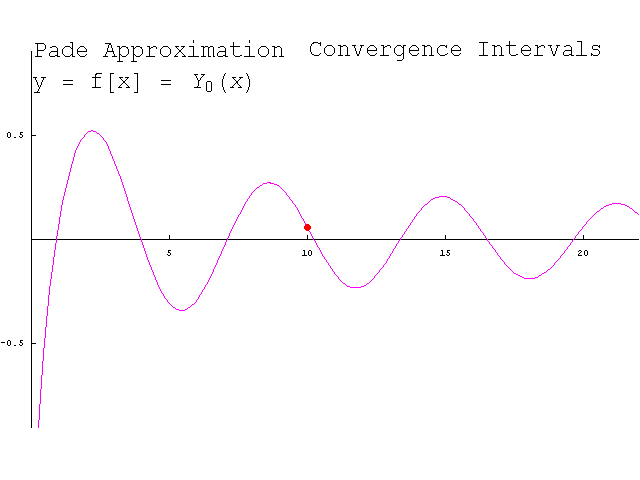 Pade Approximation  Convergence Intervals
y = f[x] = Y₀(x)
0.5
5 10 15 20
-0.5